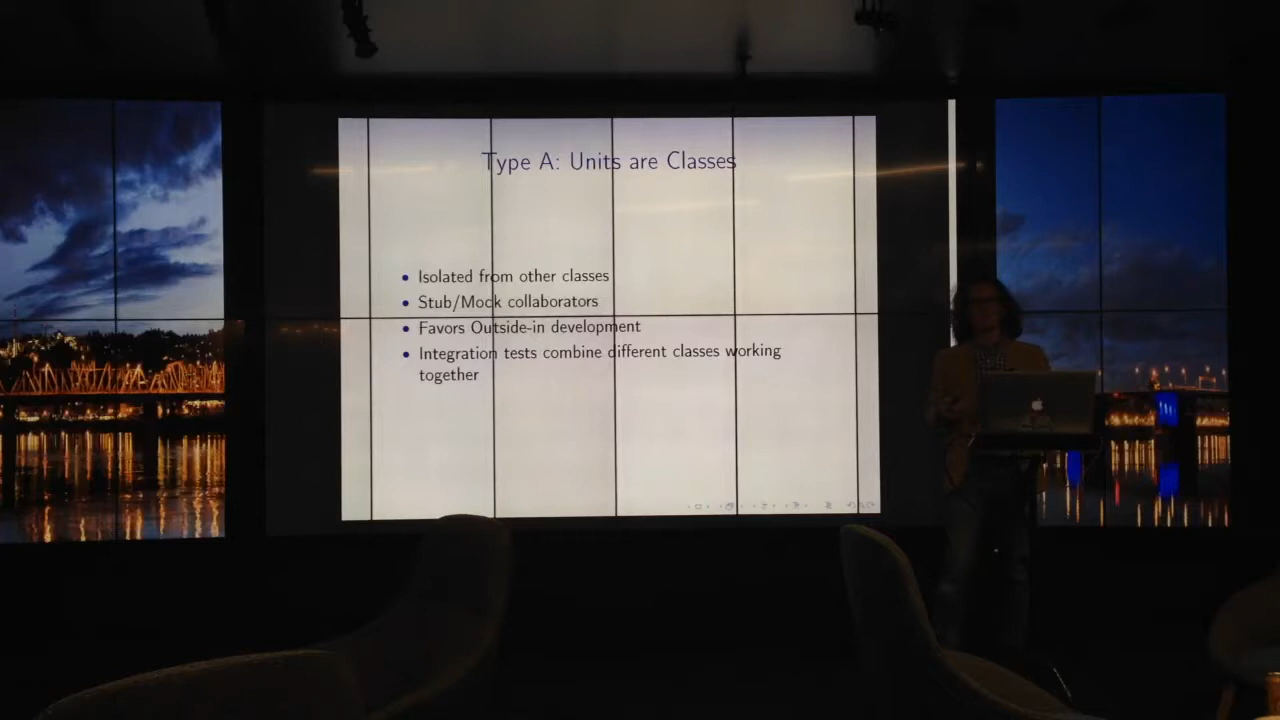 Type A: Units are Classes
Isolated from other classes
Stub/Mock collaborators
Favors Outside-in development
Integration tests combine different classes working
together